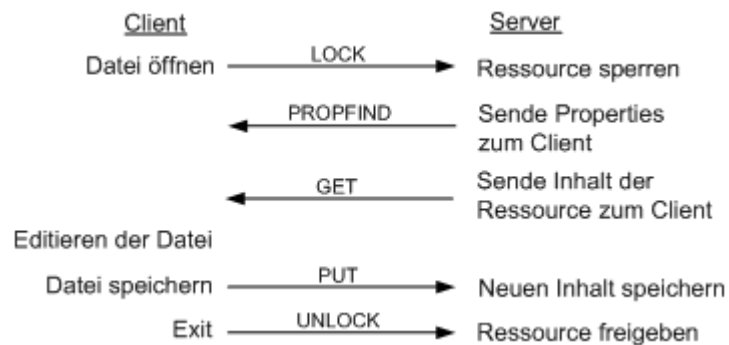 Client Server
Datei öffnen LOCK Ressource sperren
PROPFIND Sende Properties
zum Client
GET Sende Inhalt der
Ressource zum Client
Editieren der Datei
Datei speichern PUT Neuen Inhalt speichern
Exit UNLOCK Ressource freigeben